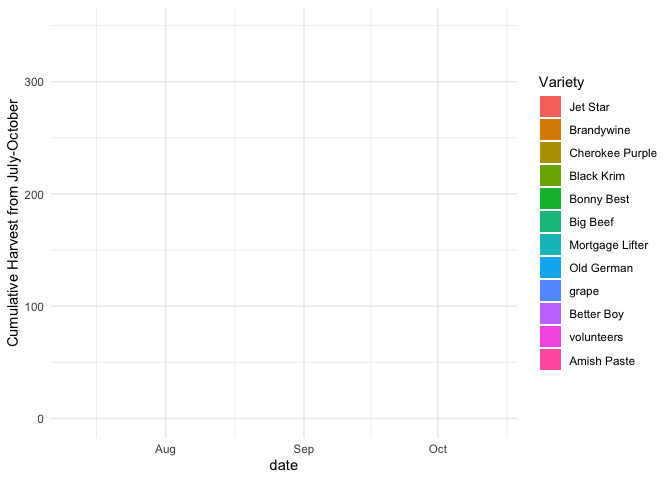 Cumulative Harvest from July-October
300
200
100
0
Aug
Sep
Oct
date
Variety
Jet Star
Brandywine
Cherokee Purple
Black Krim
Bonny Best
Big Beef
Mortgage Lifter
Old German
grape
Better Boy
volunteers
Amish Paste